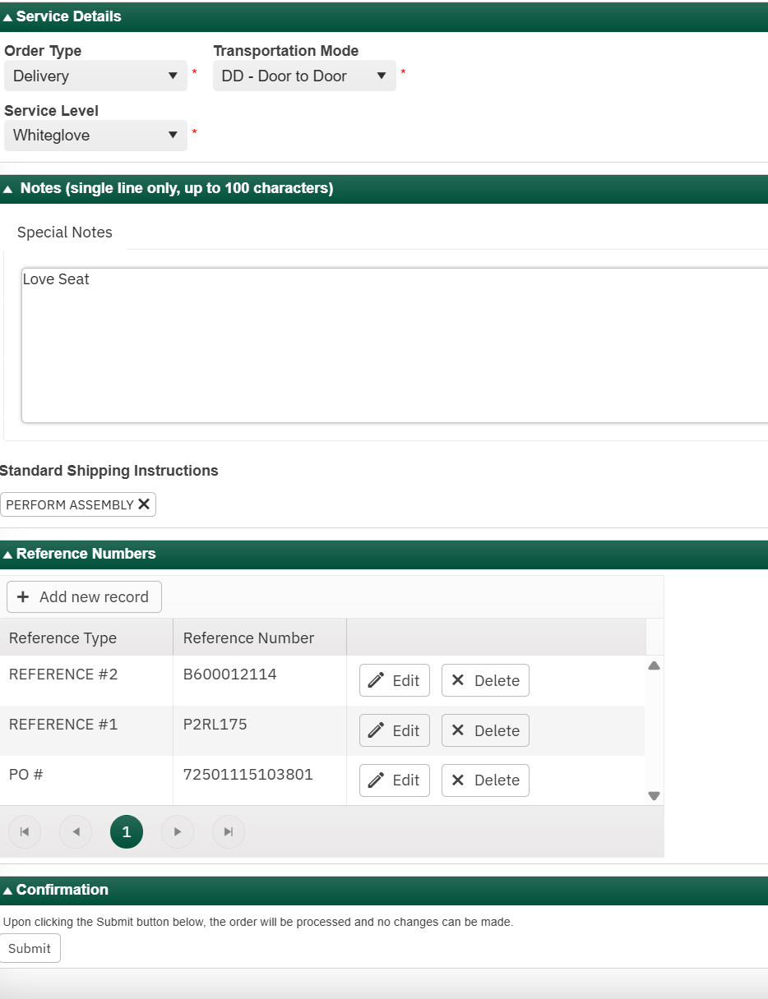 Service Details
Order Type Transportation Mode
Delivery * DD - Door to Door *
Service Level
Whiteglove *
Notes (single line only, up to 100 characters)
Special Notes
Love Seat
Standard Shipping Instructions
PERFORM ASSEMBLY
Reference Numbers
+ Add new record
Reference Type Reference Number
REFERENCE #2 B600012114 Edit Delete
REFERENCE #1 P2RL175 Edit Delete
PO # 72501115103801 Edit Delete
1
Confirmation
Upon clicking the Submit button below, the order will be processed and no changes can be made.
Submit